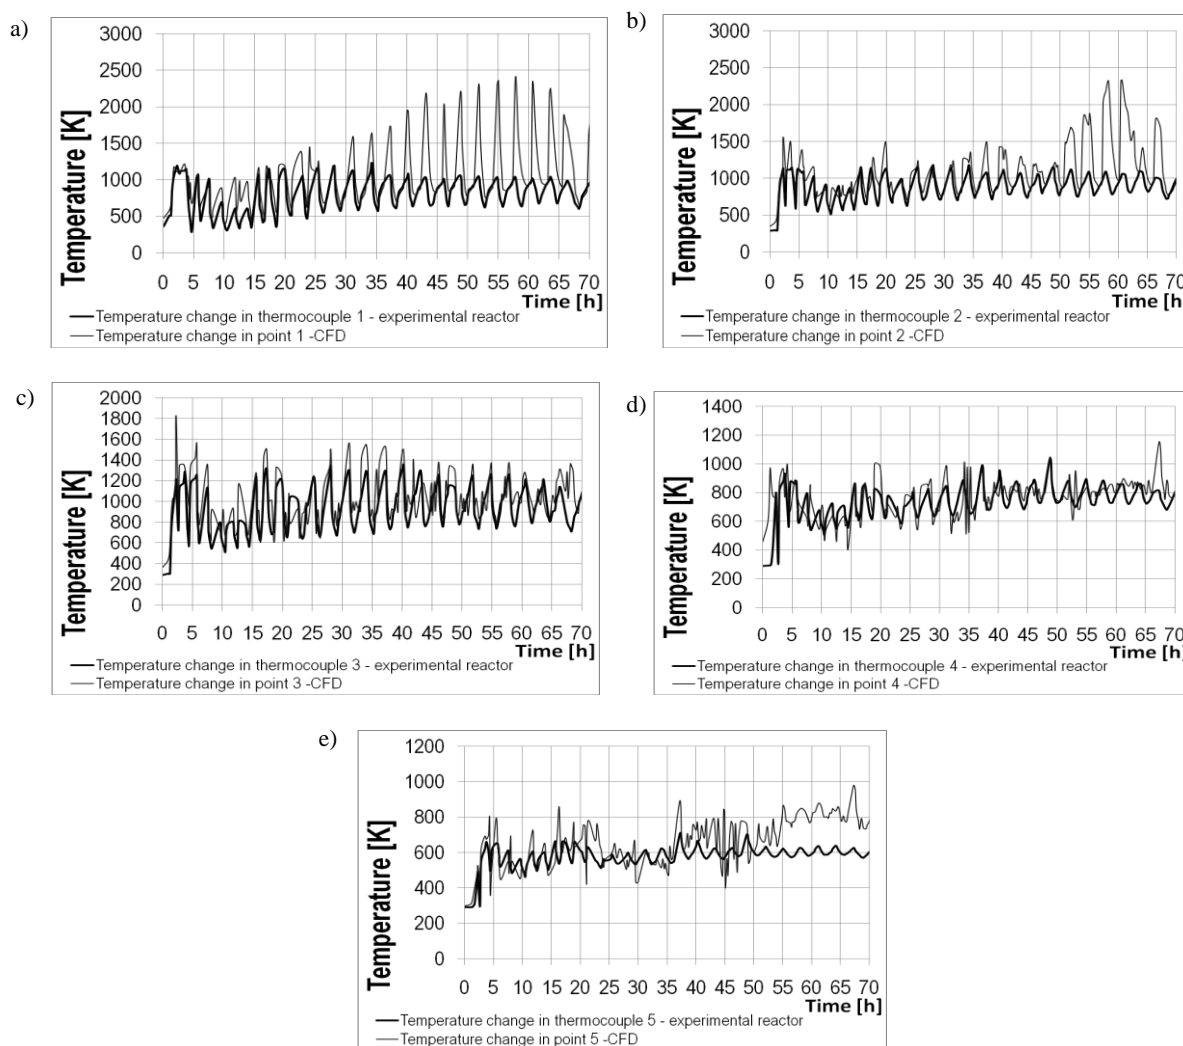 a)
3000
2500
2000
1500
1000
500
0
Temperature [K]
0 5 10 15 20 25 30 35 40 45 50 55 60 65 70
Time [h]
Temperature change in thermocouple 1 - experimental reactor
Temperature change in point 1 -CFD
b)
3000
2500
2000
1500
1000
500
0
Temperature [K]
0 5 10 15 20 25 30 35 40 45 50 55 60 65 70
Time [h]
Temperature change in thermocouple 2 - experimental reactor
Temperature change in point 2 -CFD
c)
2000
1800
1600
1400
1200
1000
800
600
400
200
0
Temperature [K]
0 5 10 15 20 25 30 35 40 45 50 55 60 65 70
Time [h]
Temperature change in thermocouple 3 - experimental reactor
Temperature change in point 3 -CFD
d)
1400
1200
1000
800
600
400
200
0
Temperature [K]
0 5 10 15 20 25 30 35 40 45 50 55 60 65 70
Time [h]
Temperature change in thermocouple 4 - experimental reactor
Temperature change in point 4 -CFD
e)
1200
1000
800
600
400
200
0
Temperature [K]
0 5 10 15 20 25 30 35 40 45 50 55 60 65 70
Time [h]
Temperature change in thermocouple 5 - experimental reactor
Temperature change in point 5 -CFD